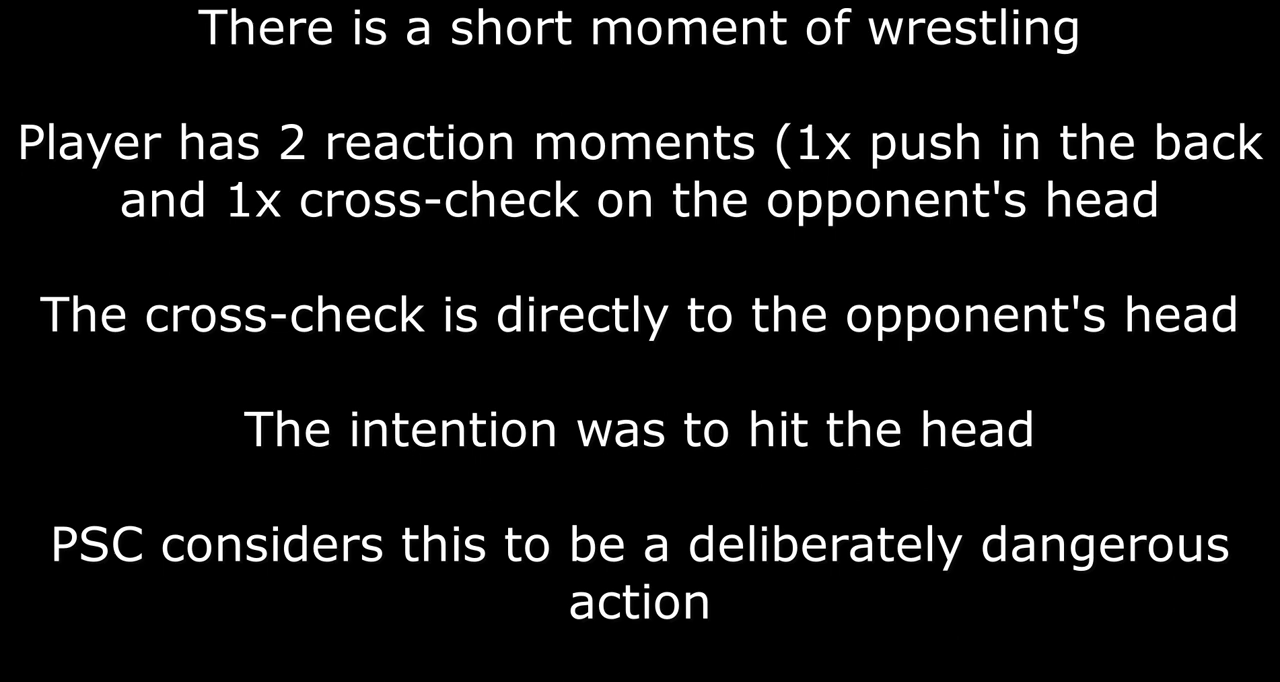 There is a short moment of wrestling
Player has 2 reaction moments (1x push in the back
and 1x cross-check on the opponent's head
The cross-check is directly to the opponent's head
The intention was to hit the head
PSC considers this to be a deliberately dangerous
action